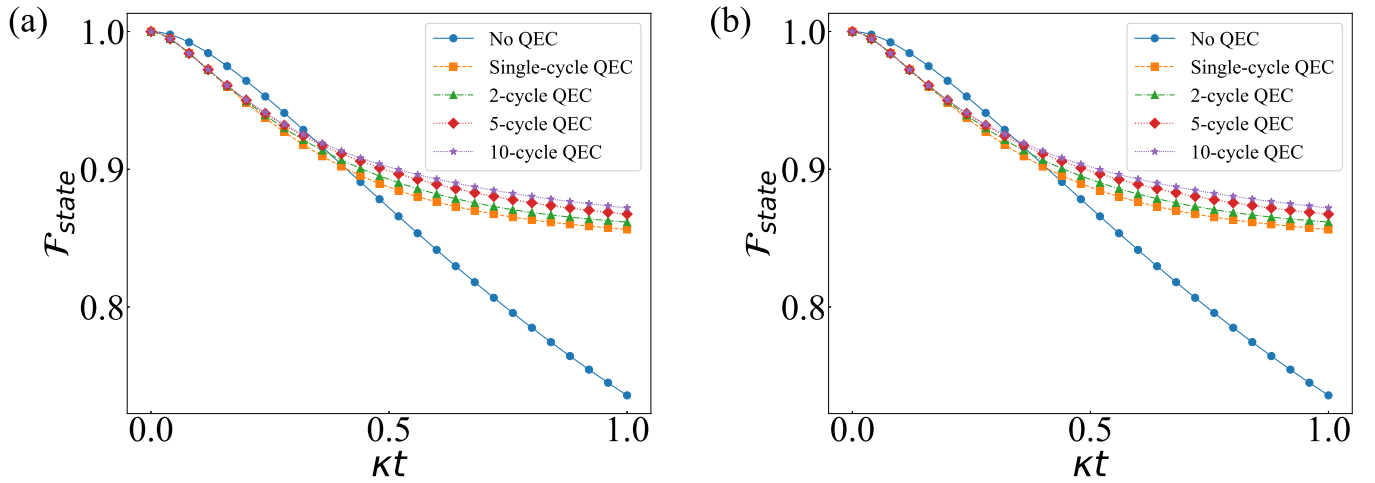 (a)
1.0
0.9
0.8
ℱstate
No QEC
Single-cycle QEC
2-cycle QEC
5-cycle QEC
10-cycle QEC
0.0 0.5 1.0
κt
(b)
1.0
0.9
0.8
ℱstate
No QEC
Single-cycle QEC
2-cycle QEC
5-cycle QEC
10-cycle QEC
0.0 0.5 1.0
κt